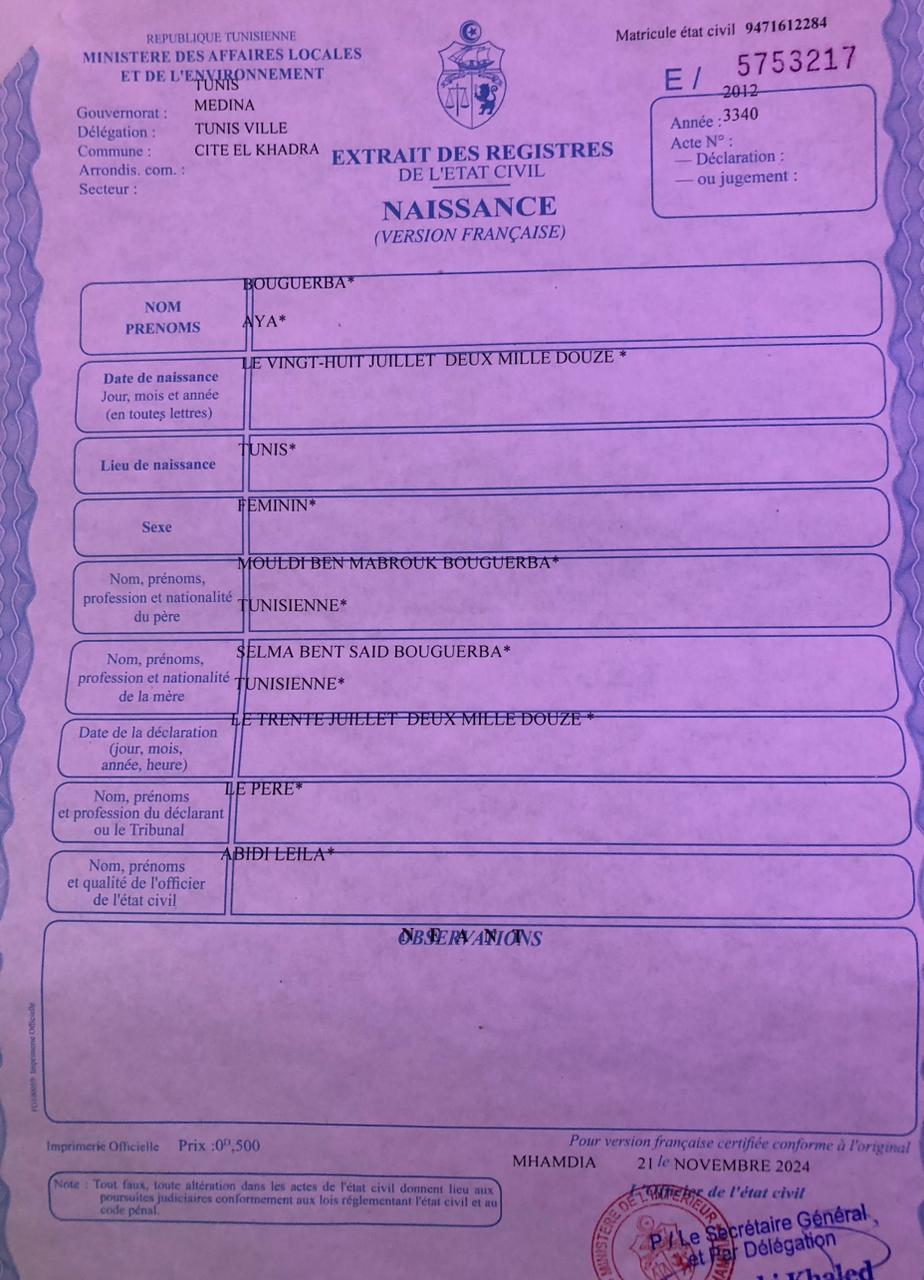 REPUBLIQUE TUNISIENNE
MINISTERE DES AFFAIRES LOCALES
ET DE L'ENVIRONNEMENT
Matricule état civil 9471612284
E / 5753217
Gouvernorat : TUNIS
Délégation : MEDINA
Commune : TUNIS VILLE
Arrondis. com. : CITE EL KHADRA
Secteur :
Année : 2012
Acte N° : 3340
— Déclaration :
— ou jugement :
EXTRAIT DES REGISTRES
DE L'ETAT CIVIL
NAISSANCE
(VERSION FRANÇAISE)
NOM BOUGUERBA*
PRENOMS AYA*
Date de naissance
Jour, mois et année
(en toutes lettres)
LE VINGT-HUIT JUILLET DEUX MILLE DOUZE *
Lieu de naissance
TUNIS*
Sexe
FEMININ*
Nom, prénoms,
profession et nationalité
du père
MOULDI BEN MABROUK BOUGUERBA*
TUNISIENNE*
Nom, prénoms,
profession et nationalité
de la mère
SELMA BENT SAID BOUGUERBA*
TUNISIENNE*
Date de la déclaration
(jour, mois,
année, heure)
LE TRENTE JUILLET DEUX MILLE DOUZE *
Nom, prénoms
et profession du déclarant
ou le Tribunal
LE PERE*
Nom, prénoms
et qualité de l'officier
de l'état civil
ABIDI LEILA*
OBSERVATIONS
N E A N T
Imprimerie Officielle Prix :0ᴰ,500
Pour version française certifiée conforme à l'original
MHAMDIA 21 le NOVEMBRE 2024
L'Officier de l'état civil
Note : Tout faux, toute altération dans les actes de l'état civil donnent lieu aux
poursuites judiciaires conformement aux lois réglementant l'état civil et au
code pénal.
MINISTERE DE L'INTERIEUR
P / Le Secrétaire Général
et Par Délégation
Khaled